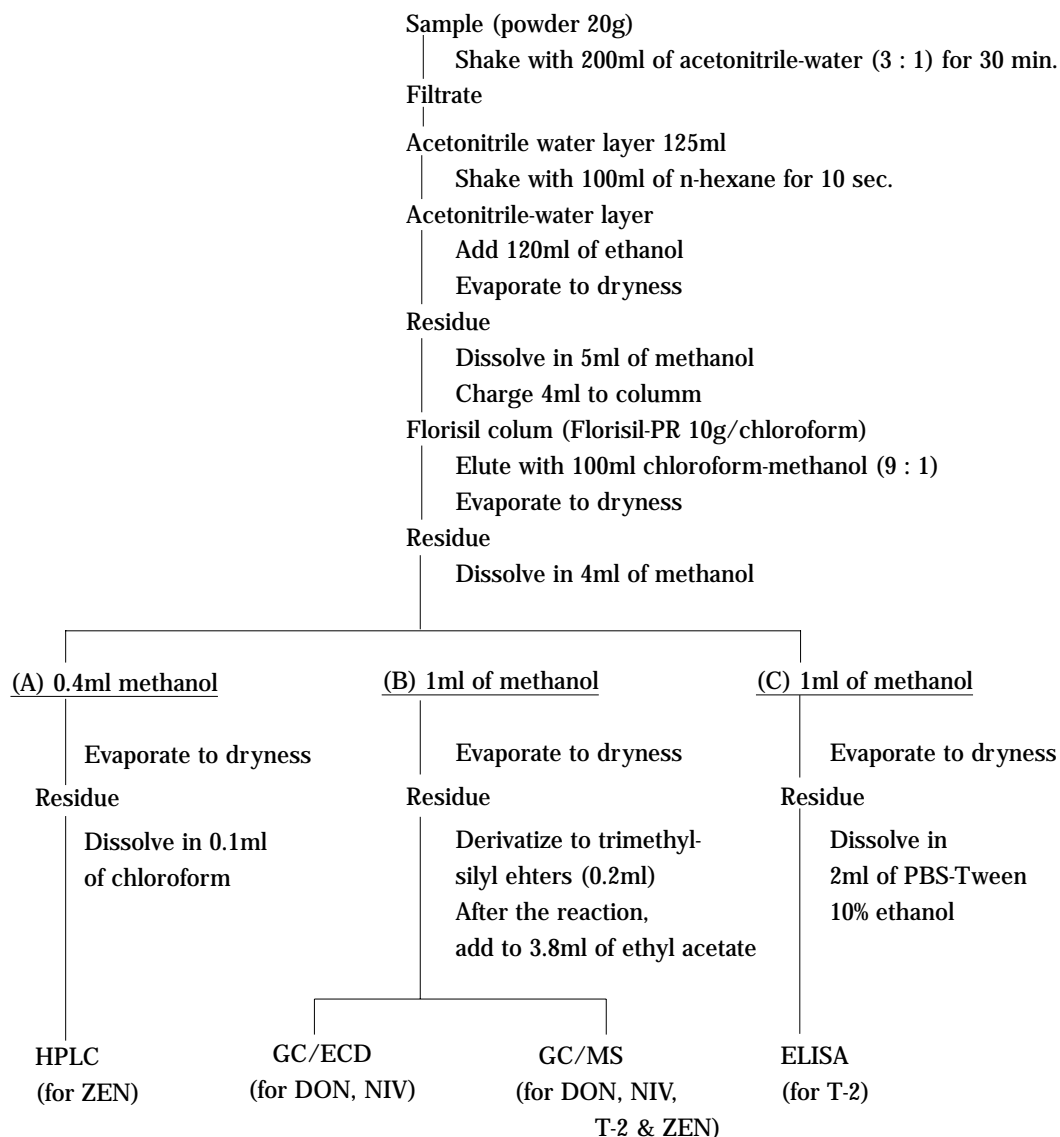 Sample (powder 20g)
Shake with 200ml of acetonitrile-water (3 : 1) for 30 min.
Filtrate
Acetonitrile water layer 125ml
Shake with 100ml of n-hexane for 10 sec.
Acetonitrile-water layer
Add 120ml of ethanol
Evaporate to dryness
Residue
Dissolve in 5ml of methanol
Charge 4ml to columm
Florisil colum (Florisil-PR 10g/chloroform)
Elute with 100ml chloroform-methanol (9 : 1)
Evaporate to dryness
Residue
Dissolve in 4ml of methanol
(A) 0.4ml methanol
Evaporate to dryness
Residue
Dissolve in 0.1ml
of chloroform
HPLC
(for ZEN)
(B) 1ml of methanol
Evaporate to dryness
Residue
Derivatize to trimethyl-
silyl ehters (0.2ml)
After the reaction,
add to 3.8ml of ethyl acetate
GC/ECD
(for DON, NIV)
GC/MS
(for DON, NIV,
T-2 & ZEN)
(C) 1ml of methanol
Evaporate to dryness
Residue
Dissolve in
2ml of PBS-Tween
10% ethanol
ELISA
(for T-2)